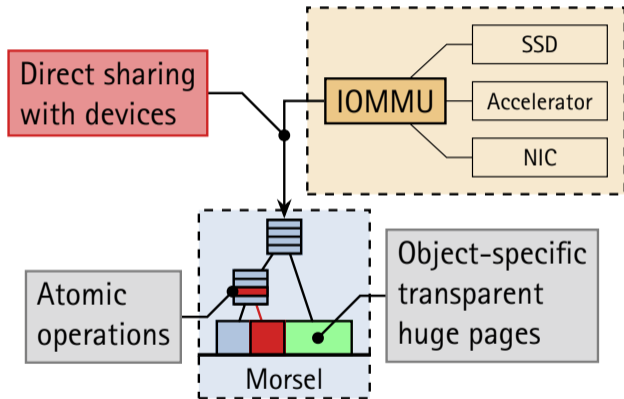 Direct sharing
with devices
IOMMU
SSD
Accelerator
NIC
Atomic
operations
Object-specific
transparent
huge pages
Morsel